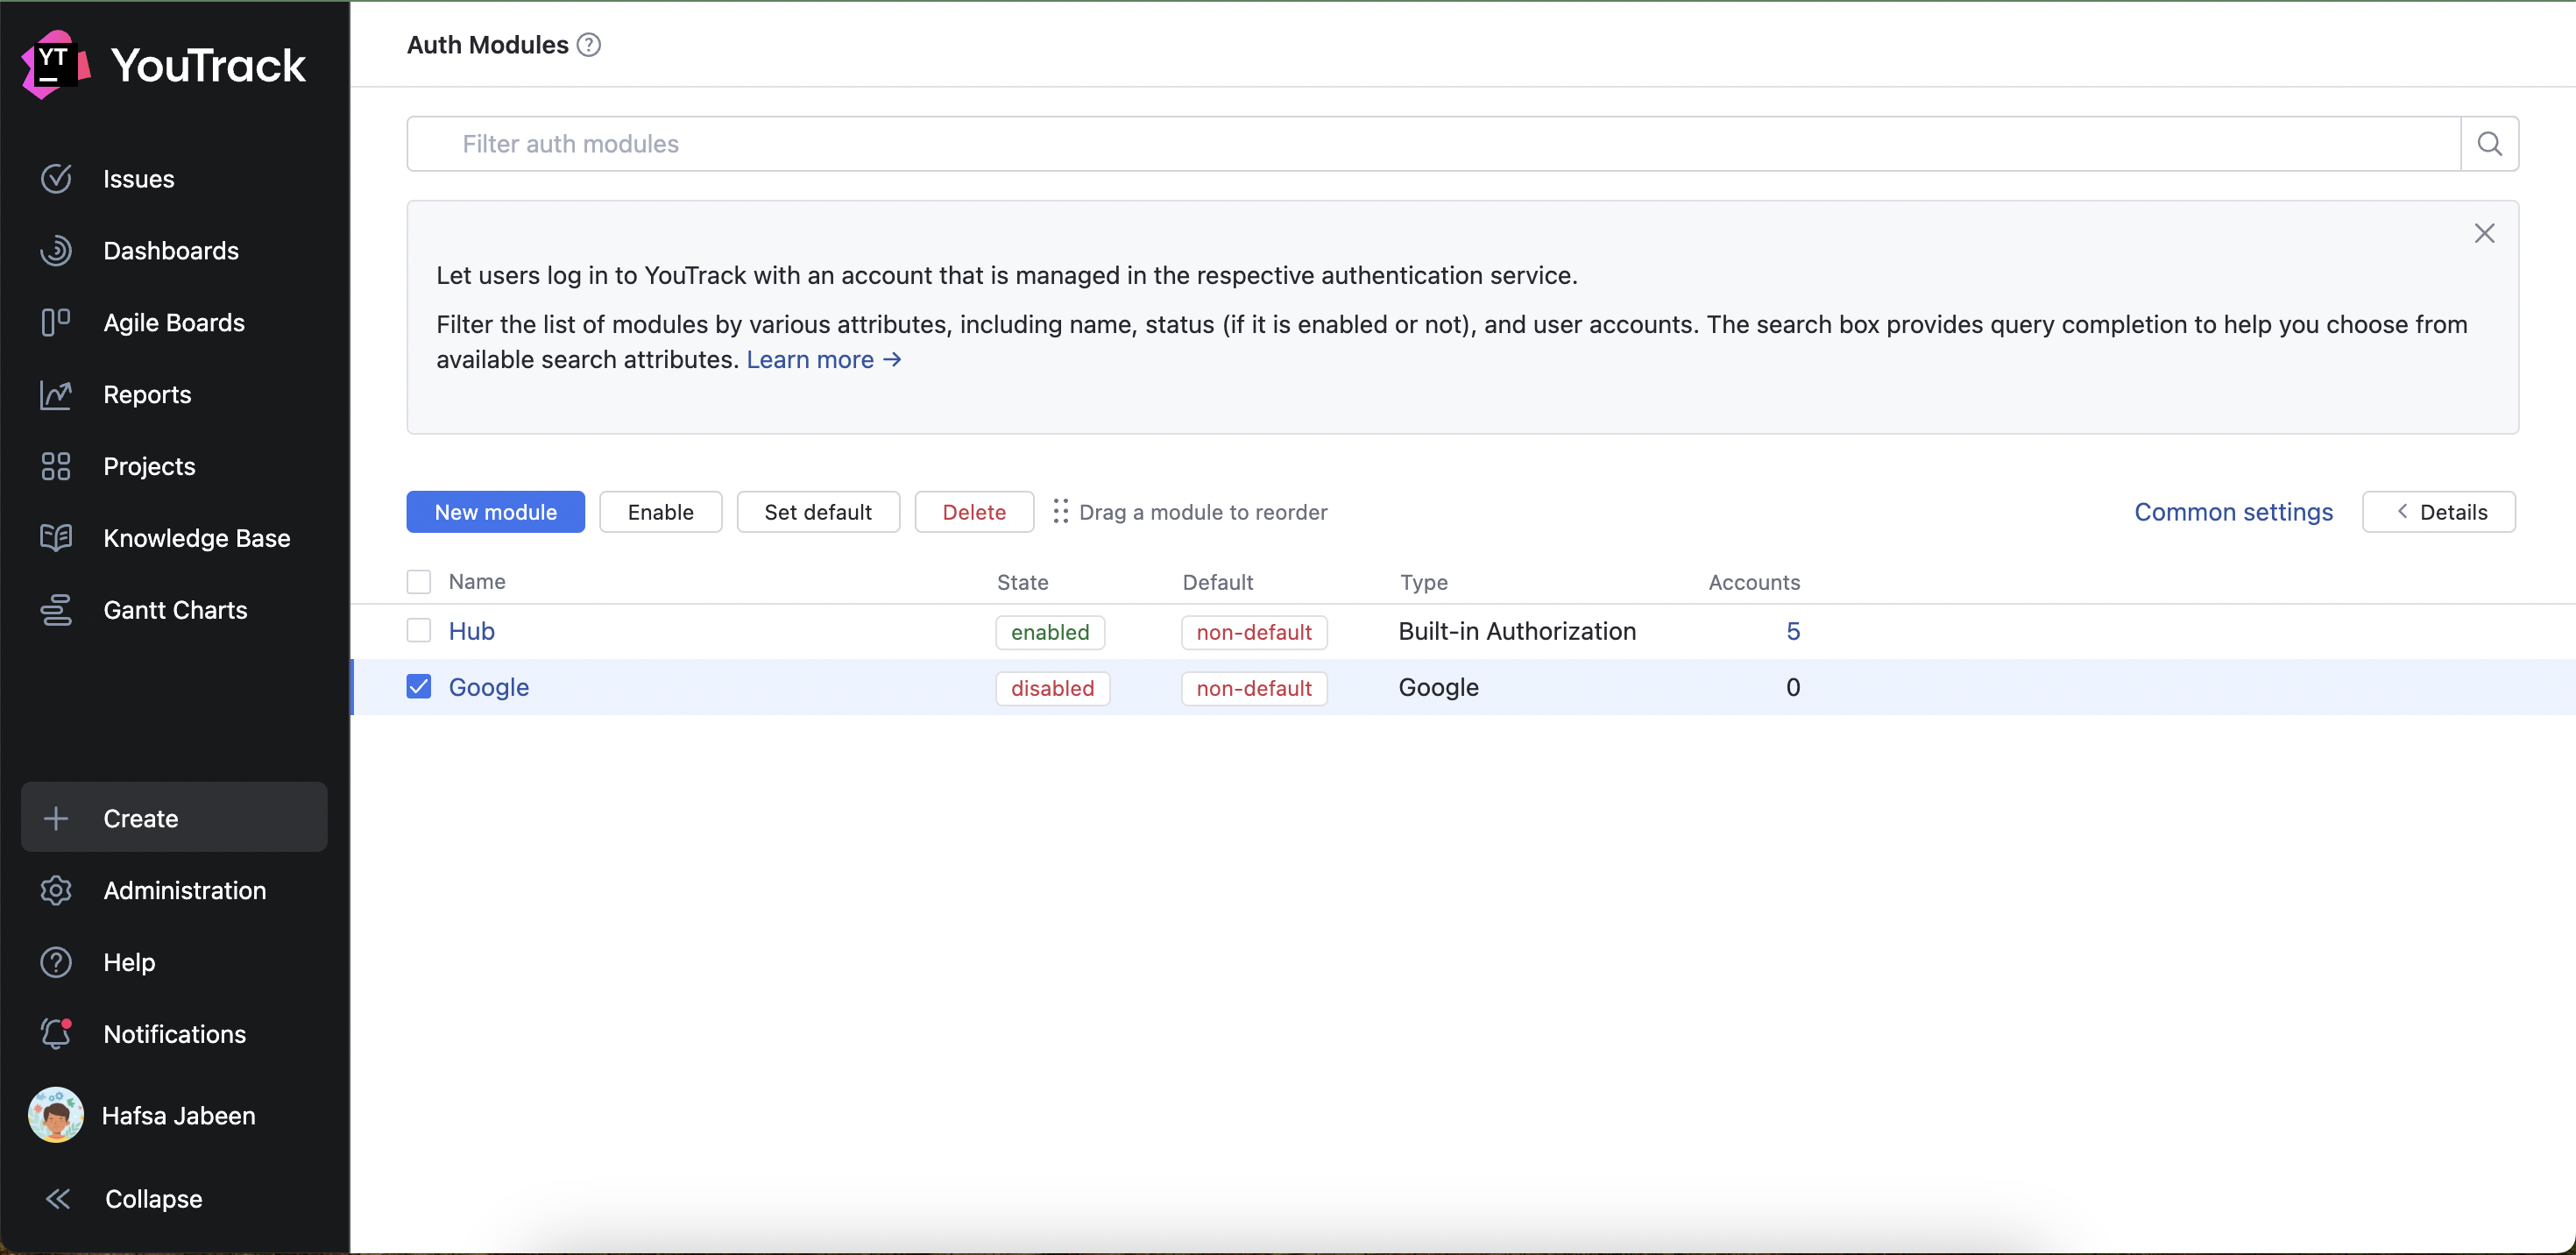 YT
YouTrack
Issues
Dashboards
Agile Boards
Reports
Projects
Knowledge Base
Gantt Charts
Create
Administration
Help
Notifications
Hafsa Jabeen
Collapse
Auth Modules ?
Filter auth modules
Let users log in to YouTrack with an account that is managed in the respective authentication service.
Filter the list of modules by various attributes, including name, status (if it is enabled or not), and user accounts. The search box provides query completion to help you choose from
available search attributes. Learn more →
New module Enable Set default Delete Drag a module to reorder Common settings Details
Name State Default Type Accounts
Hub enabled non-default Built-in Authorization 5
Google disabled non-default Google 0